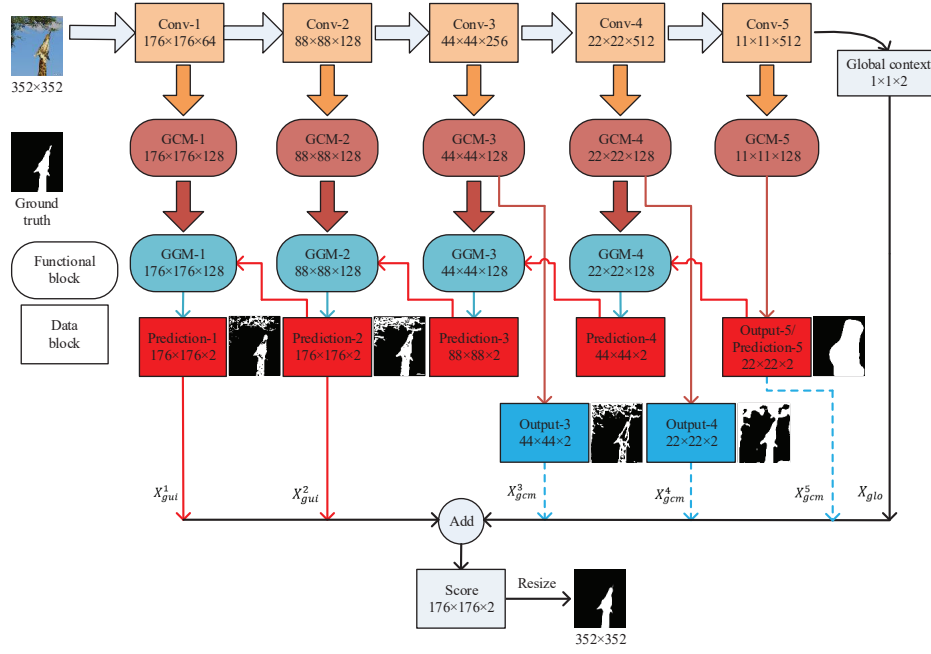 Conv-1
176×176×64
Conv-2
88×88×128
Conv-3
44×44×256
Conv-4
22×22×512
Conv-5
11×11×512
352×352
Global context
1×1×2
GCM-1
176×176×128
GCM-2
88×88×128
GCM-3
44×44×128
GCM-4
22×22×128
GCM-5
11×11×128
Ground
truth
Functional
block
GGM-1
176×176×128
GGM-2
88×88×128
GGM-3
44×44×128
GGM-4
22×22×128
Data
block
Prediction-1
176×176×2
Prediction-2
176×176×2
Prediction-3
88×88×2
Prediction-4
44×44×2
Output-5/
Prediction-5
22×22×2
Output-3
44×44×2
Output-4
22×22×2
X¹gui
X²gui
X³gcm
X⁴gcm
X⁵gcm
Xglo
Add
Score
176×176×2
Resize
352×352